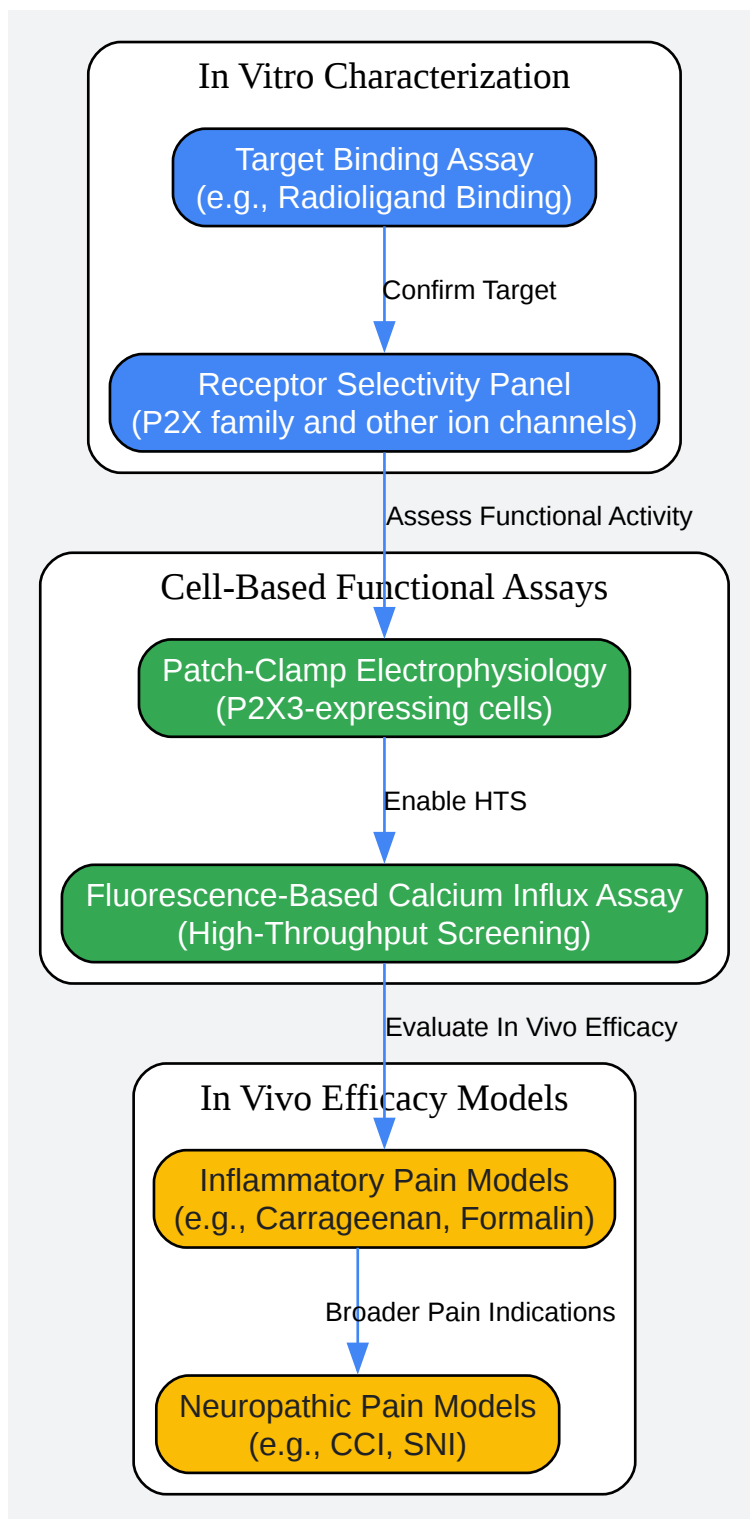 In Vitro Characterization
Target Binding Assay
(e.g., Radioligand Binding)
Confirm Target
Receptor Selectivity Panel
(P2X family and other ion channels)
Assess Functional Activity
Cell-Based Functional Assays
Patch-Clamp Electrophysiology
(P2X3-expressing cells)
Enable HTS
Fluorescence-Based Calcium Influx Assay
(High-Throughput Screening)
Evaluate In Vivo Efficacy
In Vivo Efficacy Models
Inflammatory Pain Models
(e.g., Carrageenan, Formalin)
Broader Pain Indications
Neuropathic Pain Models
(e.g., CCI, SNI)